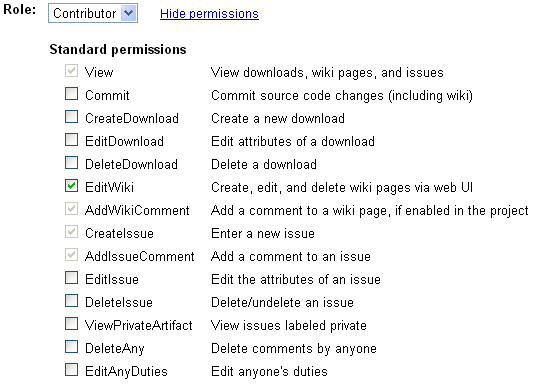 Role: Contributor Hide permissions
Standard permissions
View View downloads, wiki pages, and issues
Commit Commit source code changes (including wiki)
CreateDownload Create a new download
EditDownload Edit attributes of a download
DeleteDownload Delete a download
EditWiki Create, edit, and delete wiki pages via web UI
AddWikiComment Add a comment to a wiki page, if enabled in the project
CreateIssue Enter a new issue
AddIssueComment Add a comment to an issue
EditIssue Edit the attributes of an issue
DeleteIssue Delete/undelete an issue
ViewPrivateArtifact View issues labeled private
DeleteAny Delete comments by anyone
EditAnyDuties Edit anyone's duties